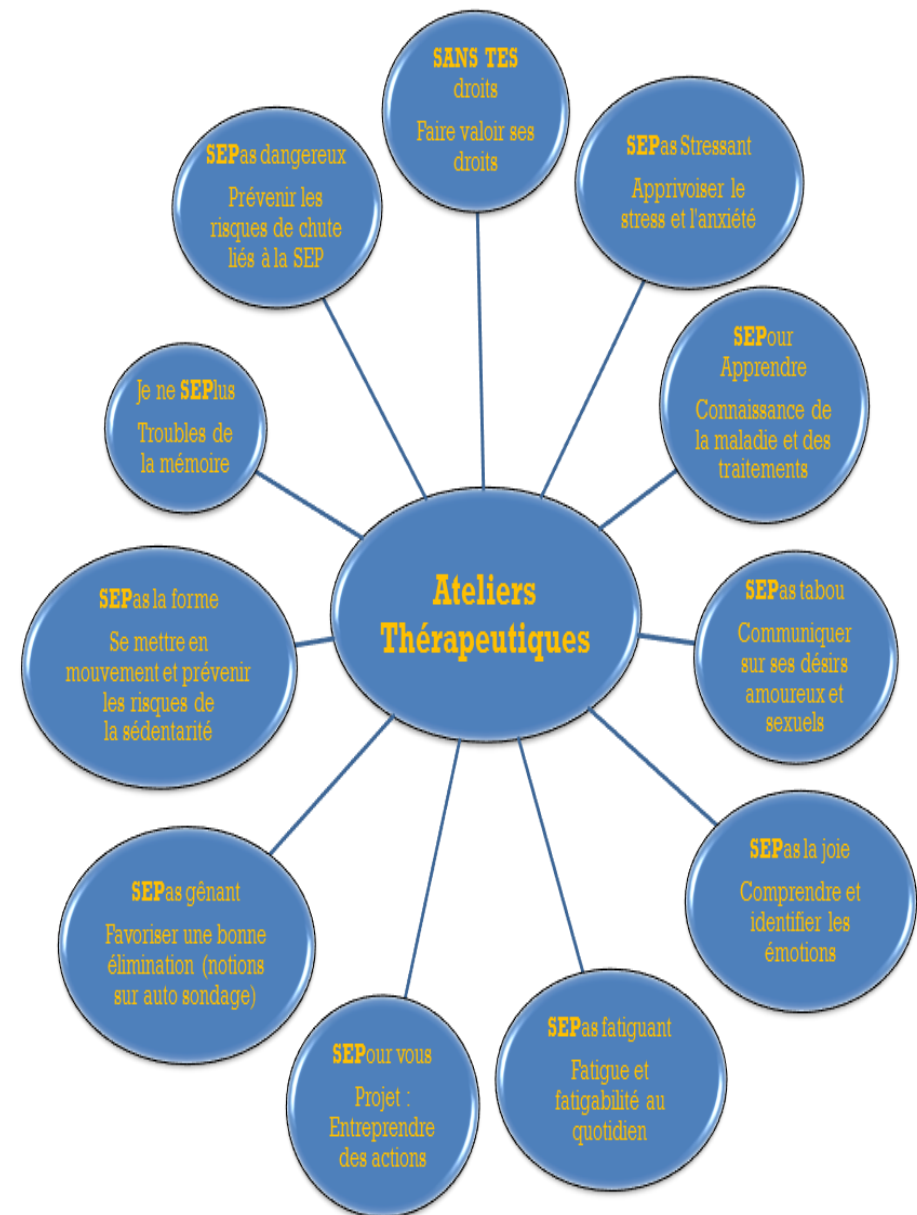 SANS TES
droits
Faire valoir ses
droits
SEPas Stressant
Apprivoiser le
stress et l'anxiété
SEPour
Apprendre
Connaissance de
la maladie et des
traitements
SEPas tabou
Communiquer
sur ses désirs
amoureux et
sexuels
SEPas la joie
Comprendre et
identifier les
émotions
SEPas fatiguant
Fatigue et
fatigabilité au
quotidien
SEPour vous
Projet :
Entreprendre
des actions
SEPas gênant
Favoriser une bonne
élimination (notions
sur auto sondage)
SEPas la forme
Se mettre en
mouvement et prévenir
les risques de
la sédentarité
Je ne SEPlus
Troubles de
la mémoire
SEPas dangereux
Prévenir les
risques de chute
liés à la SEP
Ateliers
Thérapeutiques